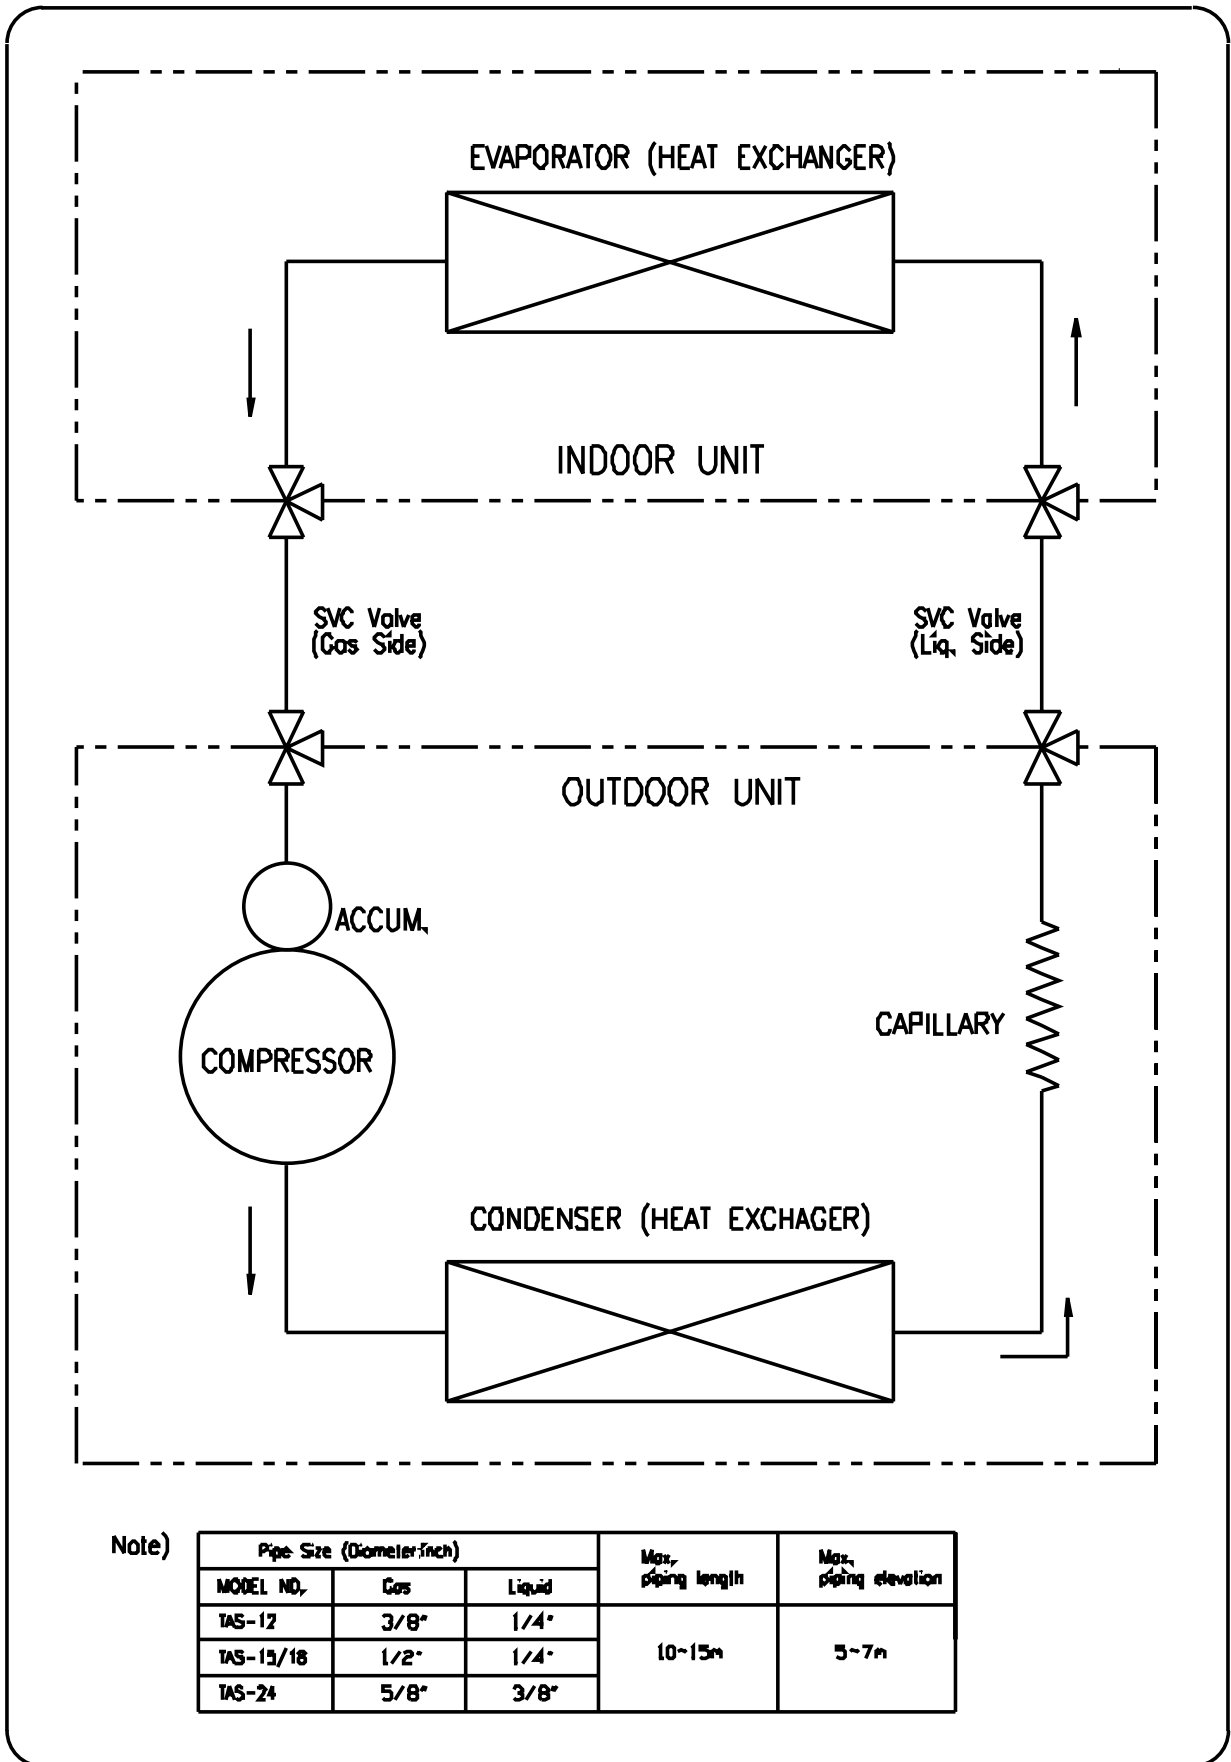 EVAPORATOR (HEAT EXCHANGER)
INDOOR UNIT
SVC Valve
(Gas Side)
SVC Valve
(Liq. Side)
OUTDOOR UNIT
ACCUM.
COMPRESSOR
CAPILLARY
CONDENSER (HEAT EXCHAGER)
Note)
Pipe Size (Diameter:Inch)
Max.
piping length
Max.
piping elevation
MODEL NO. Gas Liquid
TAS-12 3/8" 1/4"
TAS-15/18 1/2" 1/4"
TAS-24 5/8" 3/8"
10~15m
5~7m